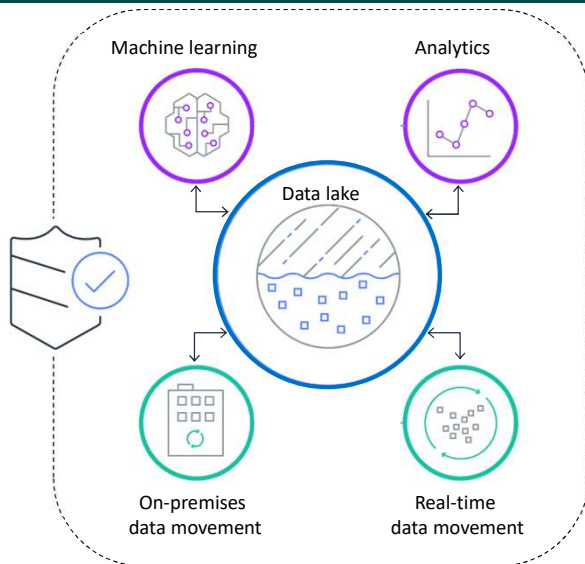 Machine learning
Analytics
Data lake
On-premises
data movement
Real-time
data movement